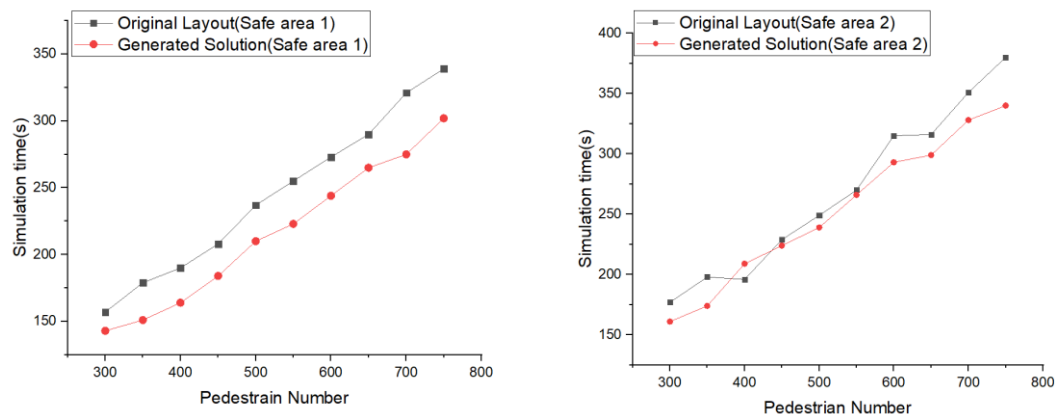 Original Layout(Safe area 1)
Generated Solution(Safe area 1)
350
300
250
200
150
Simulation time(s)
300 400 500 600 700 800
Pedestrain Number
Original Layout(Safe area 2)
Generated Solution(Safe area 2)
400
350
300
250
200
150
Simulation time(s)
300 400 500 600 700 800
Pedestrian Number